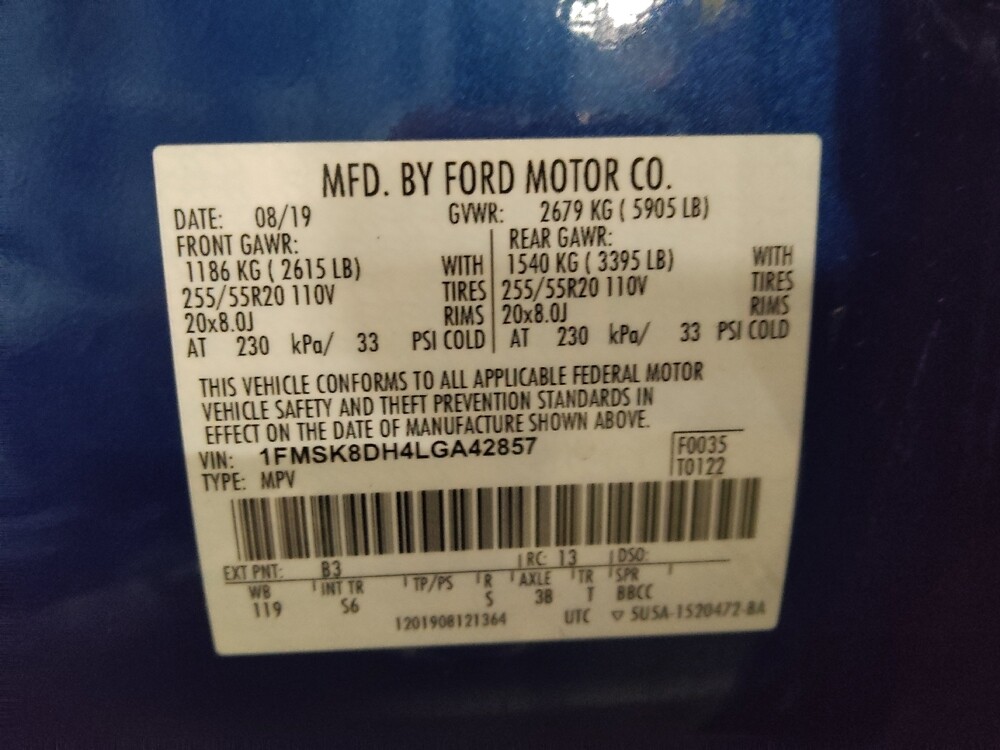 MFD. BY FORD MOTOR CO.
DATE: 08/19 GVWR: 2679 KG ( 5905 LB)
FRONT GAWR: REAR GAWR:
1186 KG ( 2615 LB) WITH 1540 KG ( 3395 LB) WITH
255/55R20 110V TIRES 255/55R20 110V TIRES
20x8.0J RIMS 20x8.0J RIMS
AT 230 kPa/ 33 PSI COLD AT 230 kPa/ 33 PSI COLD
THIS VEHICLE CONFORMS TO ALL APPLICABLE FEDERAL MOTOR
VEHICLE SAFETY AND THEFT PREVENTION STANDARDS IN
EFFECT ON THE DATE OF MANUFACTURE SHOWN ABOVE.
VIN: 1FMSK8DH4LGA42857 F0035
TYPE: MPV T0122
EXT PNT: B3 RC: 13 DSO:
WB INT TR TP/PS R AXLE TR SPR
119 S6 S 38 T BBCC
1201908121364 UTC ▽ 5U5A-1520472-BA